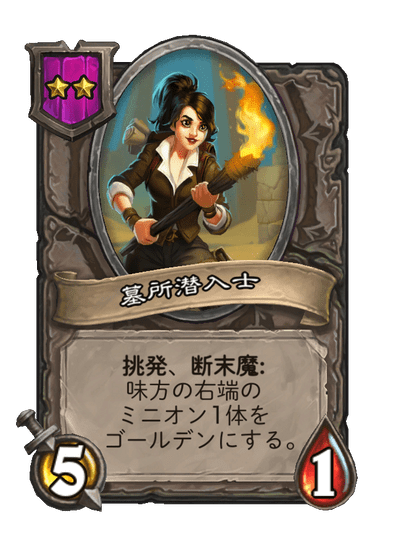 墓所潜入士
挑発、断末魔:
味方の右端の
ミニオン1体を
ゴールデンにする。
5
1